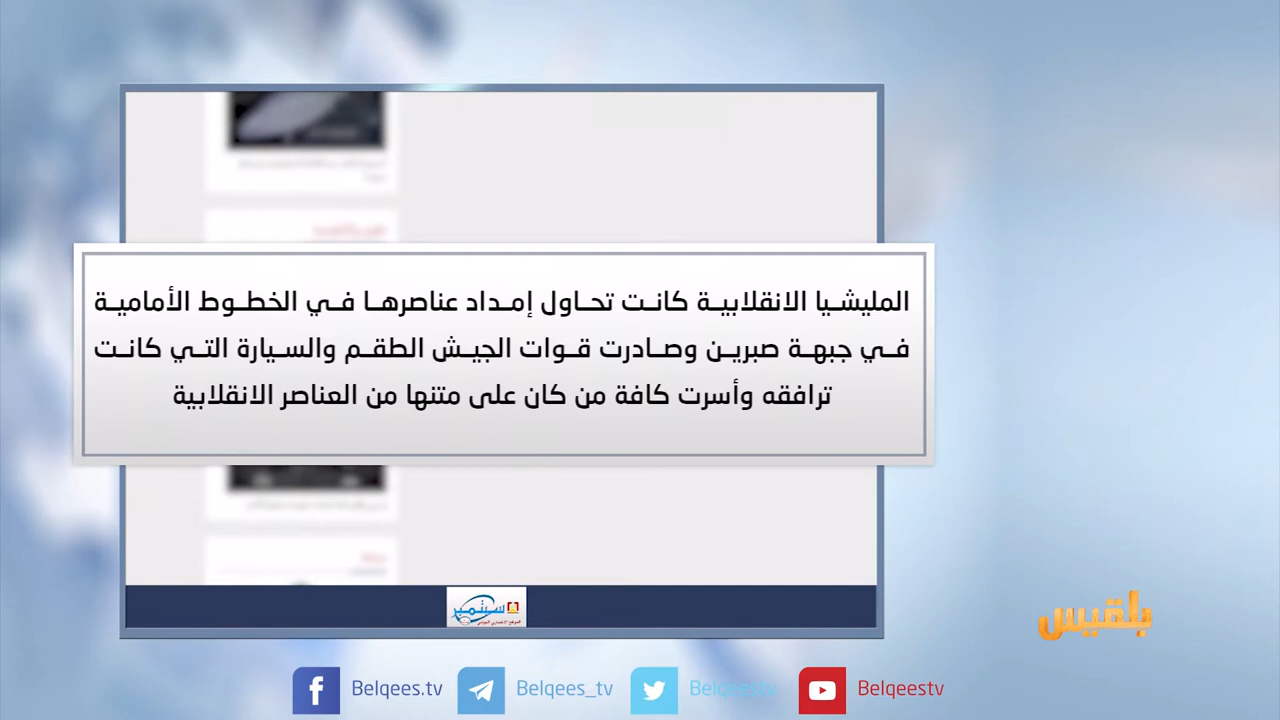 المليشيا الانقلابية كانت تحاول إمداد عناصرها في الخطوط الأمامية
في جبهة صبرين وصادرت قوات الجيش الطقم والسيارة التي كانت
ترافقه وأسرت كافة من كان على متنها من العناصر الانقلابية
سبتمبر
بلقيس
Belqees.tv
Belqees_tv
Belqeestv
Belqeestv